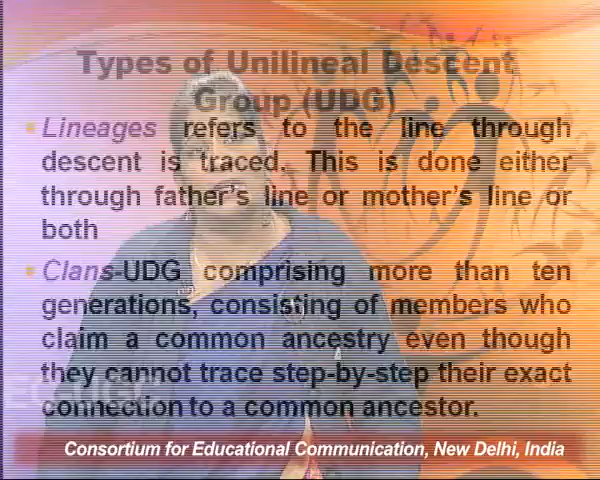 Types of Unilineal Descent
Group (UDG)
Lineages refers to the line through
descent is traced. This is done either
through father's line or mother's line or
both
Clans-UDG comprising more than ten
generations, consisting of members who
claim a common ancestry even though
they cannot trace step-by-step their exact
connection to a common ancestor.
Consortium for Educational Communication, New Delhi, India